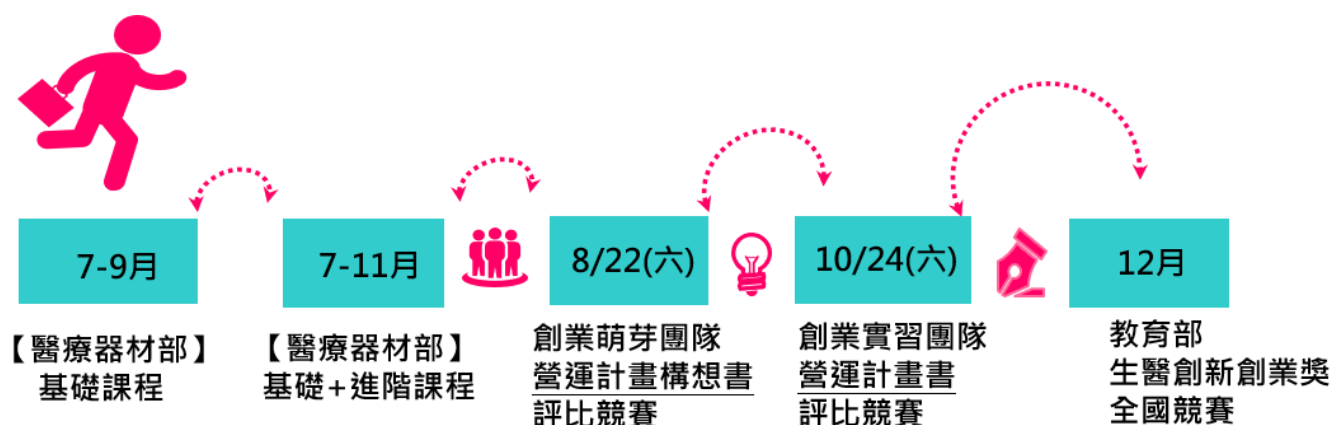 7-9月
【醫療器材部】
基礎課程
7-11月
【醫療器材部】
基礎+進階課程
8/22(六)
創業萌芽團隊
營運計畫構想書
評比競賽
10/24(六)
創業實習團隊
營運計畫書
評比競賽
12月
教育部
生醫創新創業獎
全國競賽